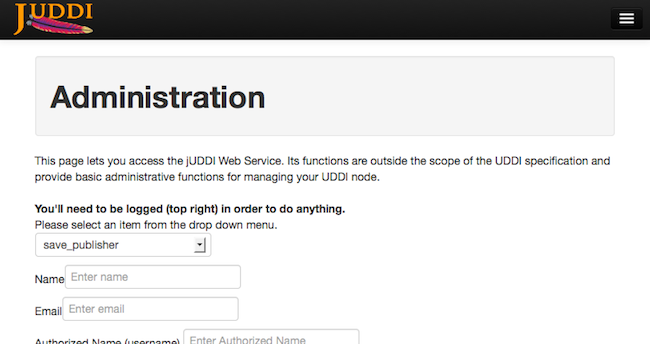 JUDDI
Administration
This page lets you access the jUDDI Web Service. Its functions are outside the scope of the UDDI specification and
provide basic administrative functions for managing your UDDI node.
You'll need to be logged (top right) in order to do anything.
Please select an item from the drop down menu.
save_publisher
Name Enter name
Email Enter email
Authorized Name (username) Enter Authorized Name